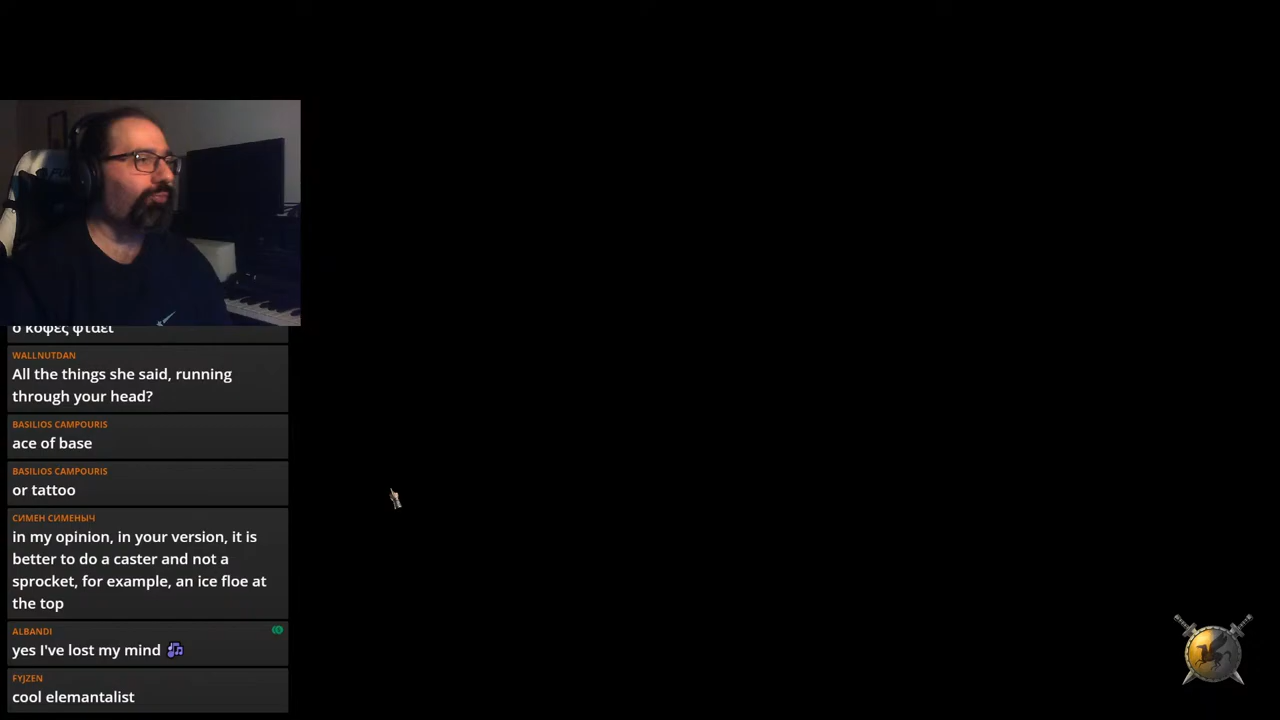 ο κοψες φταει
WALLNUTDAN
All the things she said, running
through your head?
BASILIOS CAMPOURIS
ace of base
BASILIOS CAMPOURIS
or tattoo
СИМЕН СИМЕНЫЧ
in my opinion, in your version, it is
better to do a caster and not a
sprocket, for example, an ice floe at
the top
ALBANDI
yes I've lost my mind
FYJZEN
cool elemantalist